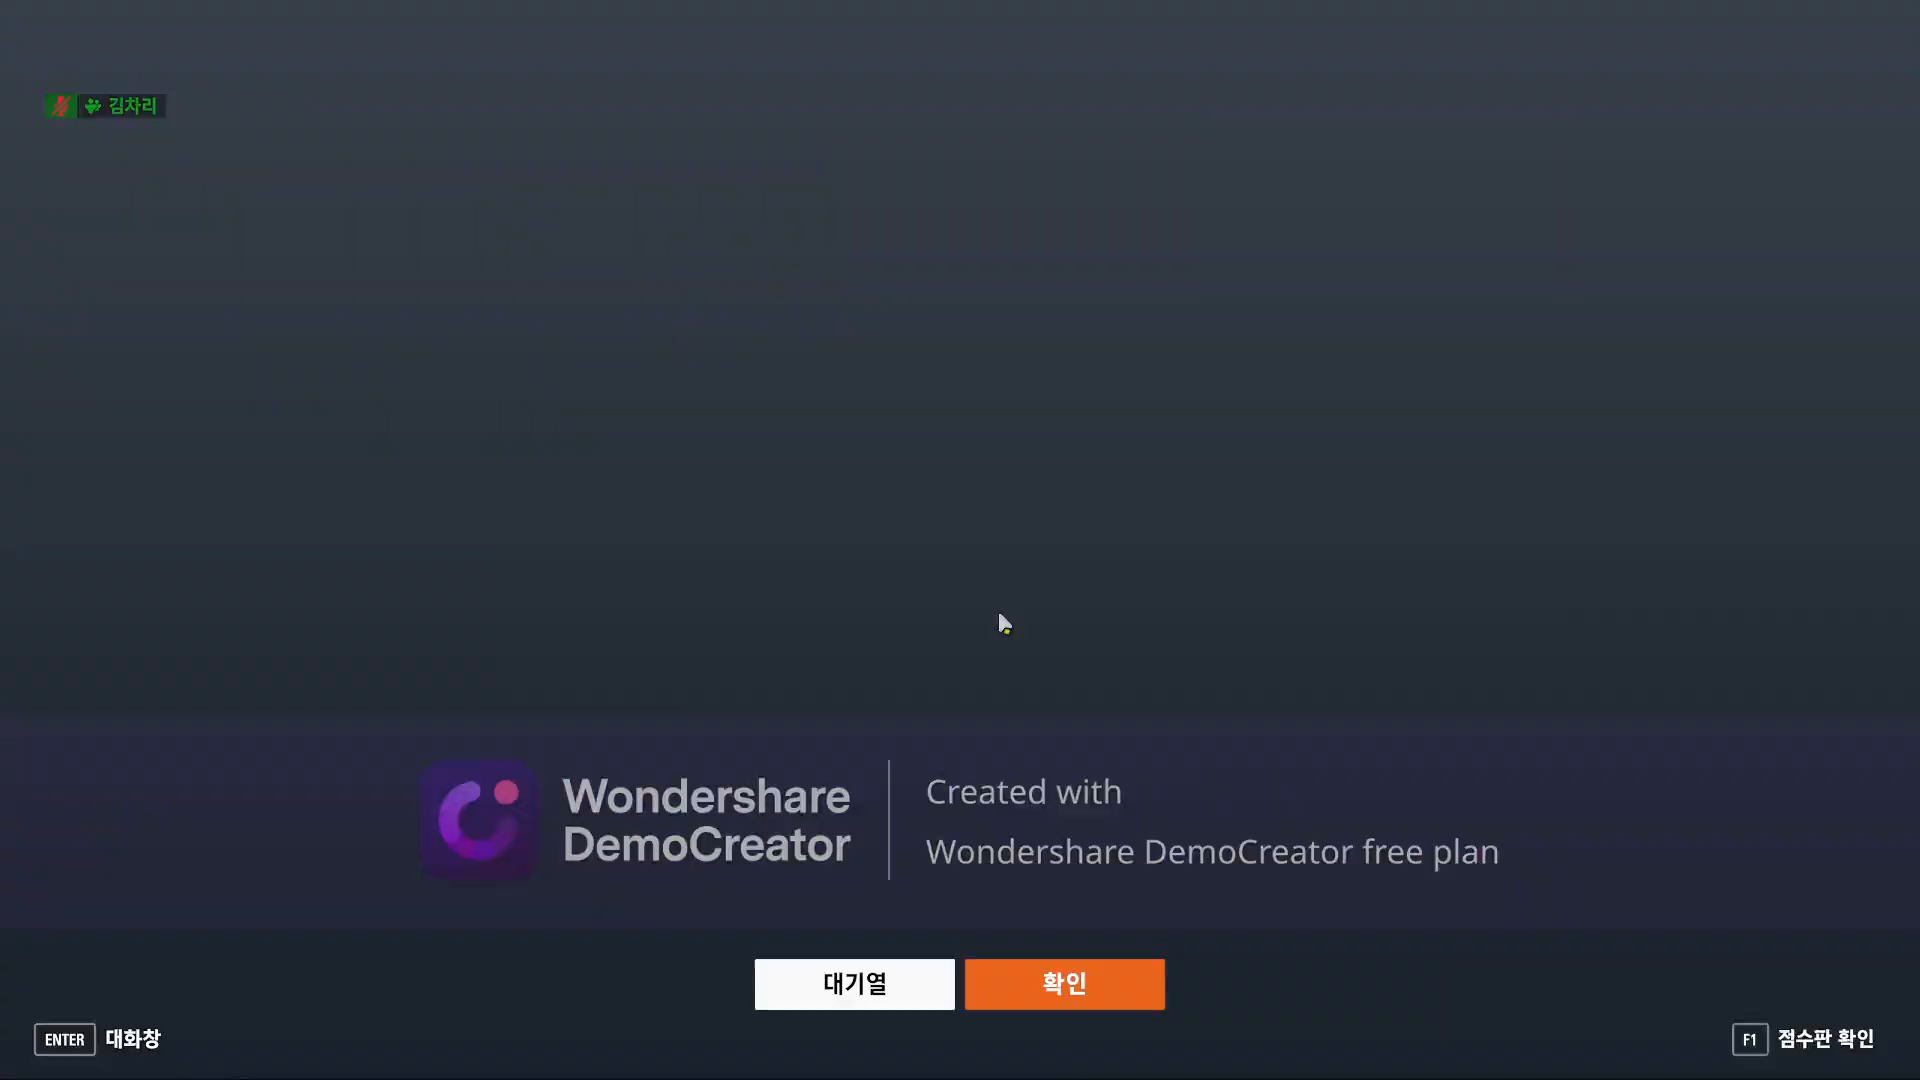 김차리
Wondershare
DemoCreator
Created with
Wondershare DemoCreator free plan
대기열
확인
ENTER 대화창
F1 점수판 확인